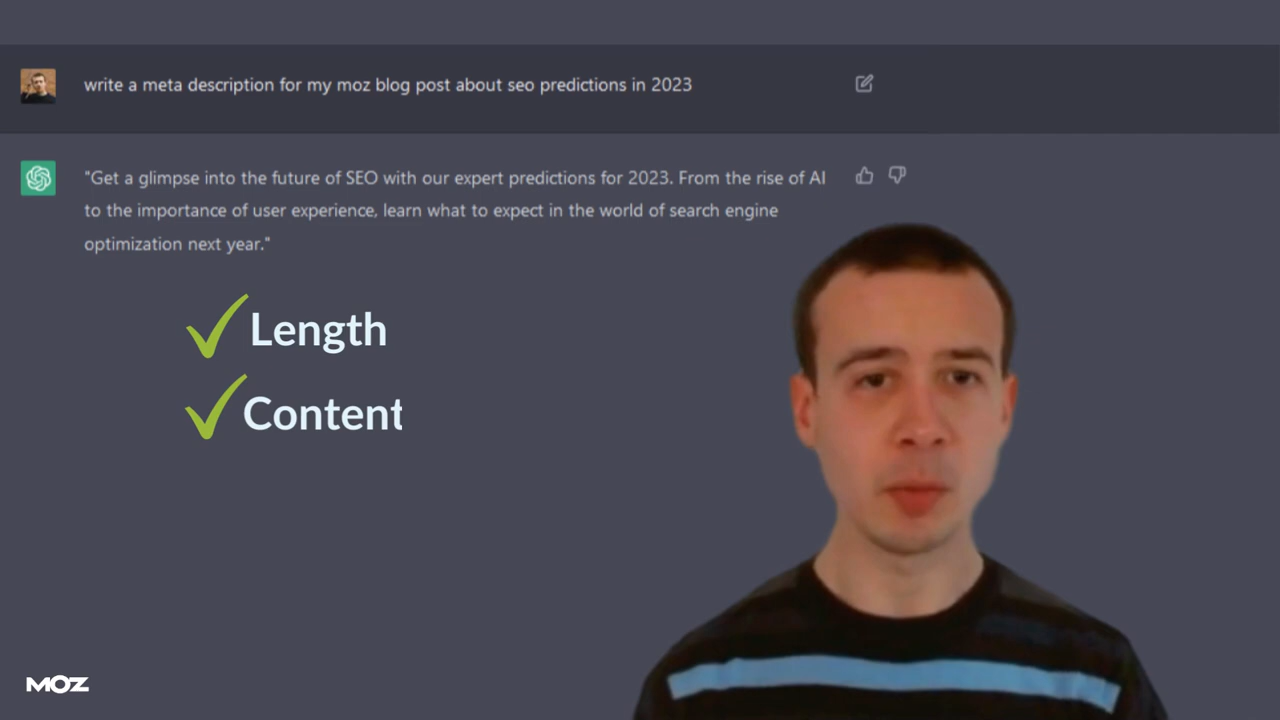 write a meta description for my moz blog post about seo predictions in 2023
"Get a glimpse into the future of SEO with our expert predictions for 2023. From the rise of AI
to the importance of user experience, learn what to expect in the world of search engine
optimization next year."
Length
Content
MOZ